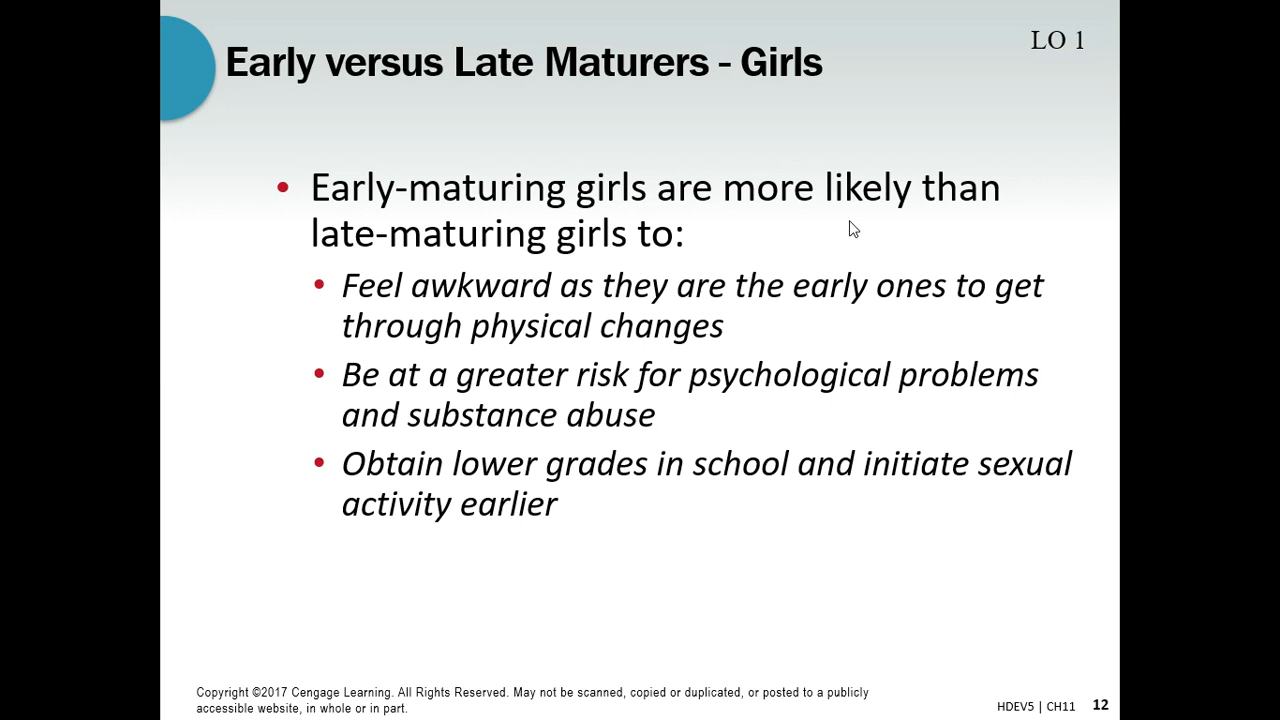 LO 1
Early versus Late Maturers - Girls
• Early-maturing girls are more likely than
late-maturing girls to:
• Feel awkward as they are the early ones to get
through physical changes
• Be at a greater risk for psychological problems
and substance abuse
• Obtain lower grades in school and initiate sexual
activity earlier
Copyright ©2017 Cengage Learning. All Rights Reserved. May not be scanned, copied or duplicated, or posted to a publicly
accessible website, in whole or in part.
HDEV5 | CH11 12